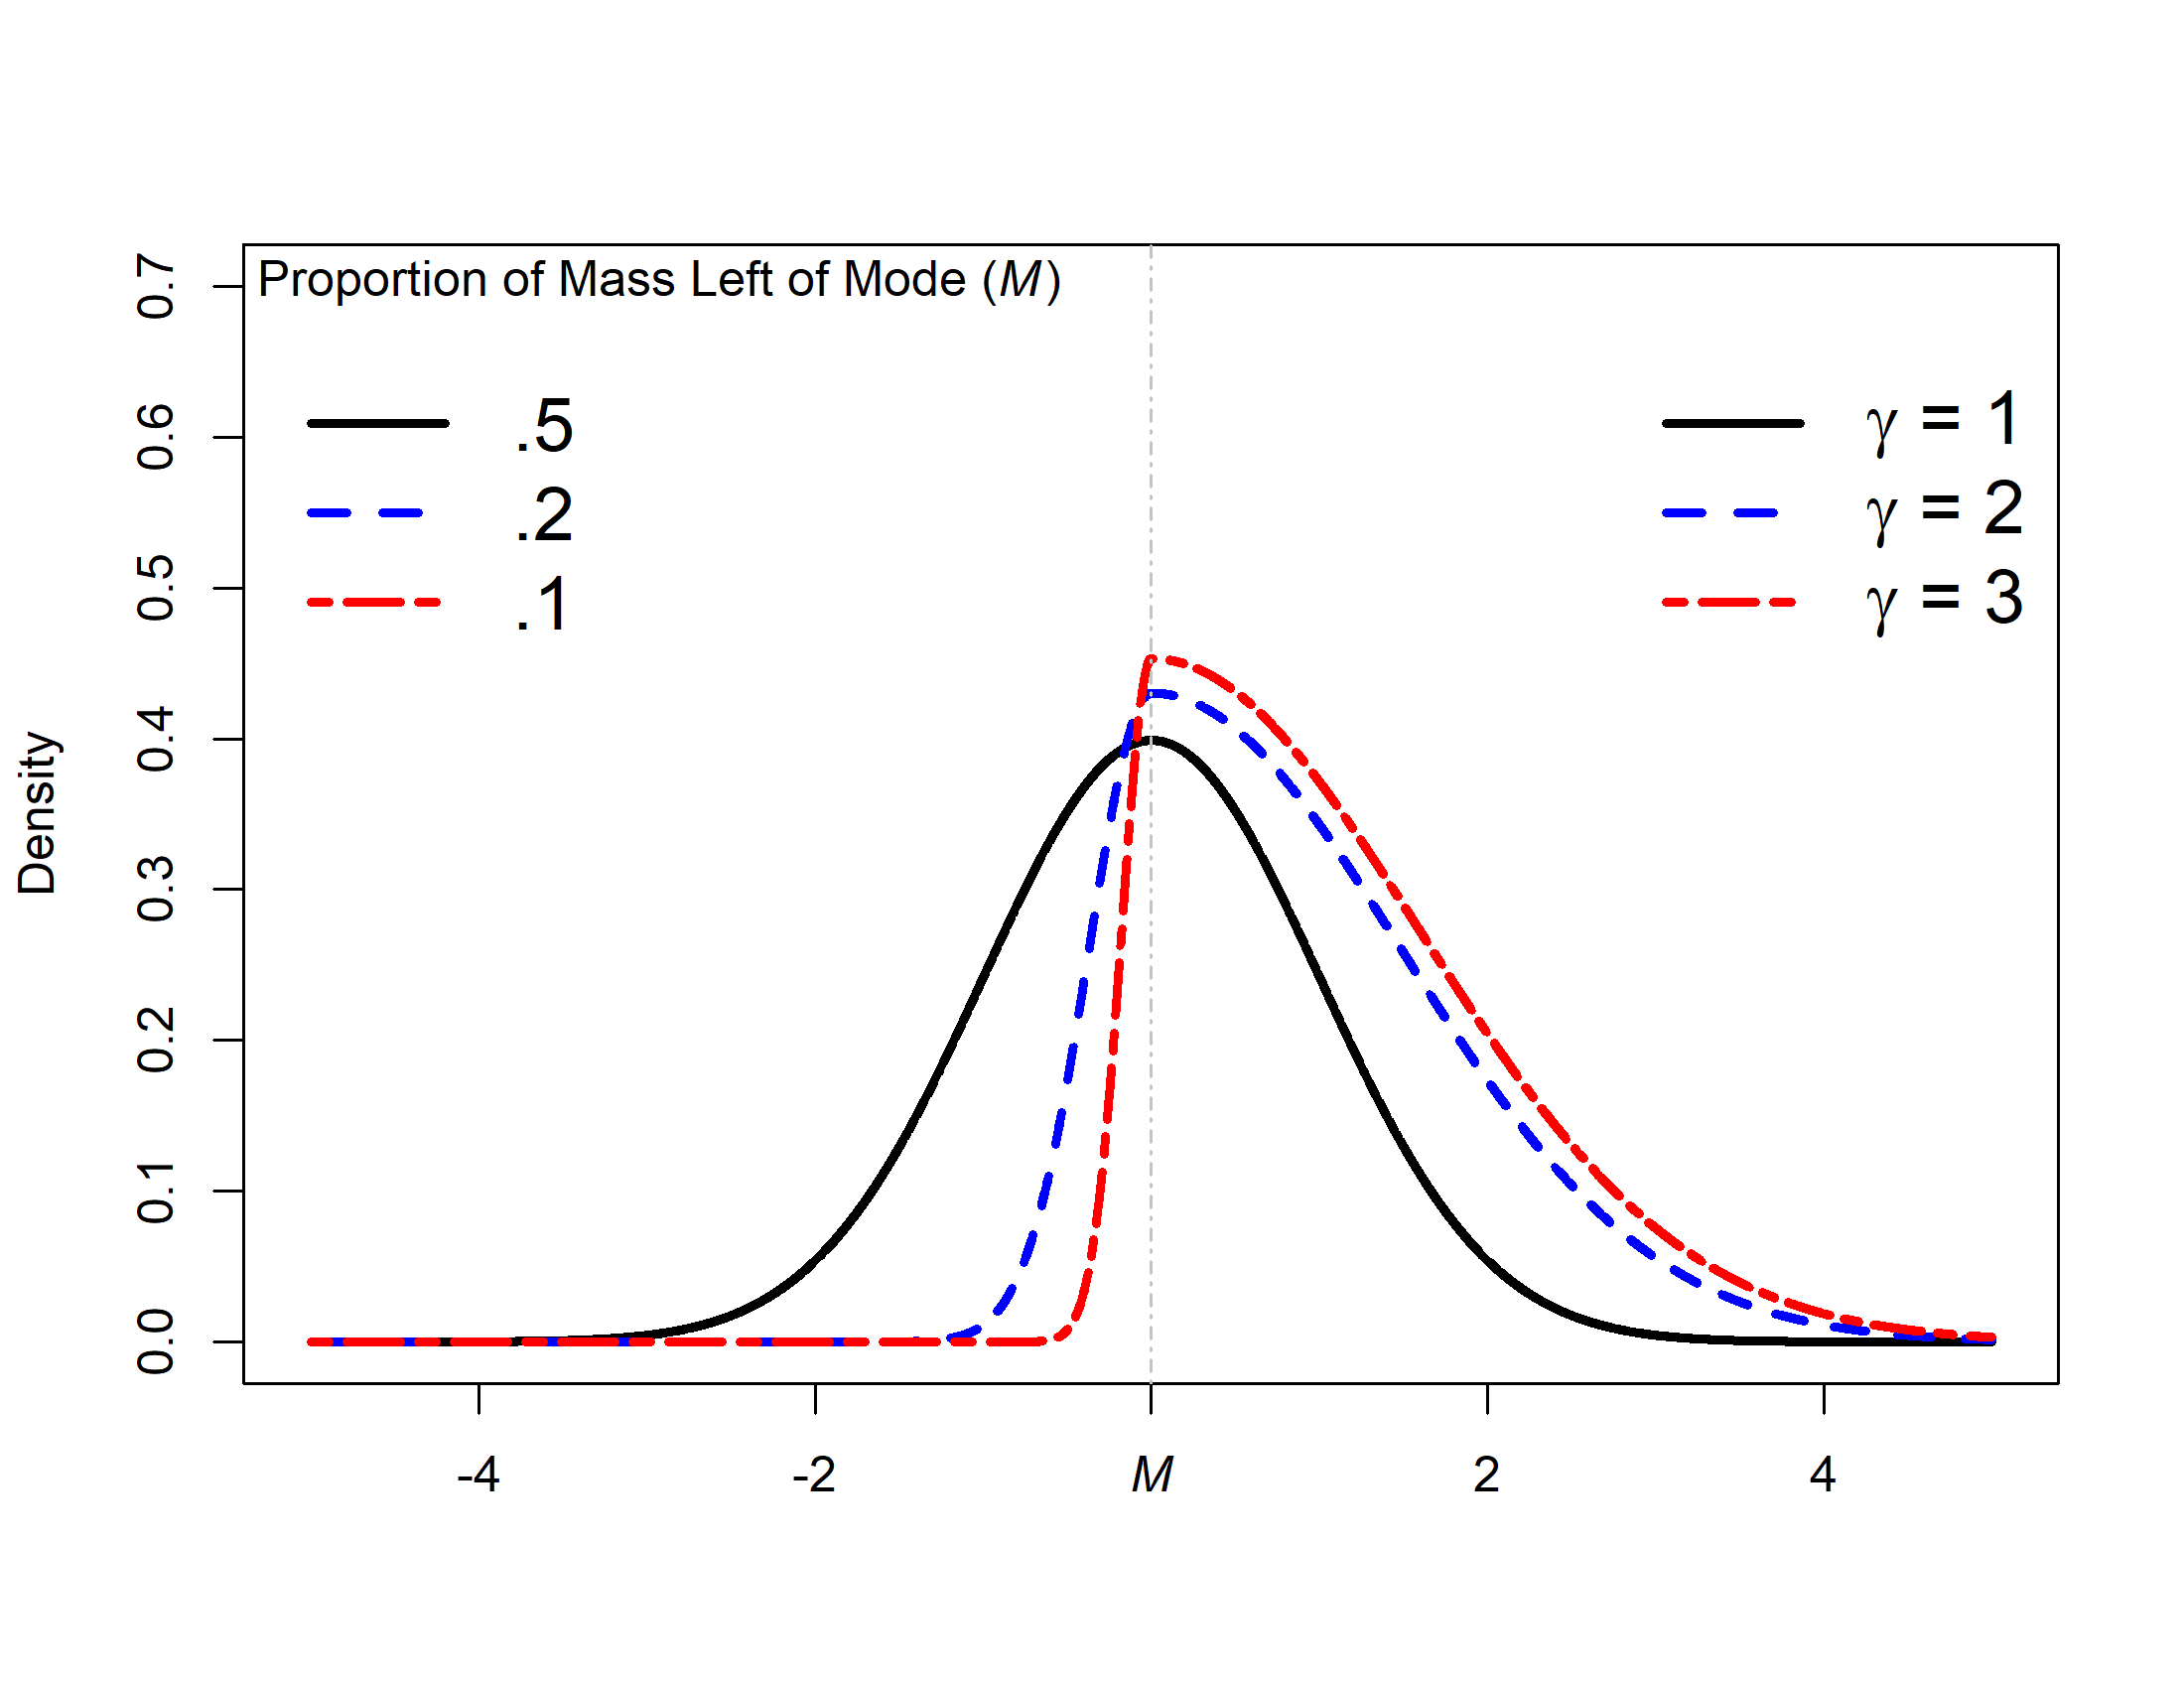 Proportion of Mass Left of Mode (M)
.5
.2
.1
γ = 1
γ = 2
γ = 3
0.7
0.6
0.5
0.4
0.3
0.2
0.1
0.0
Density
-4 -2 M 2 4